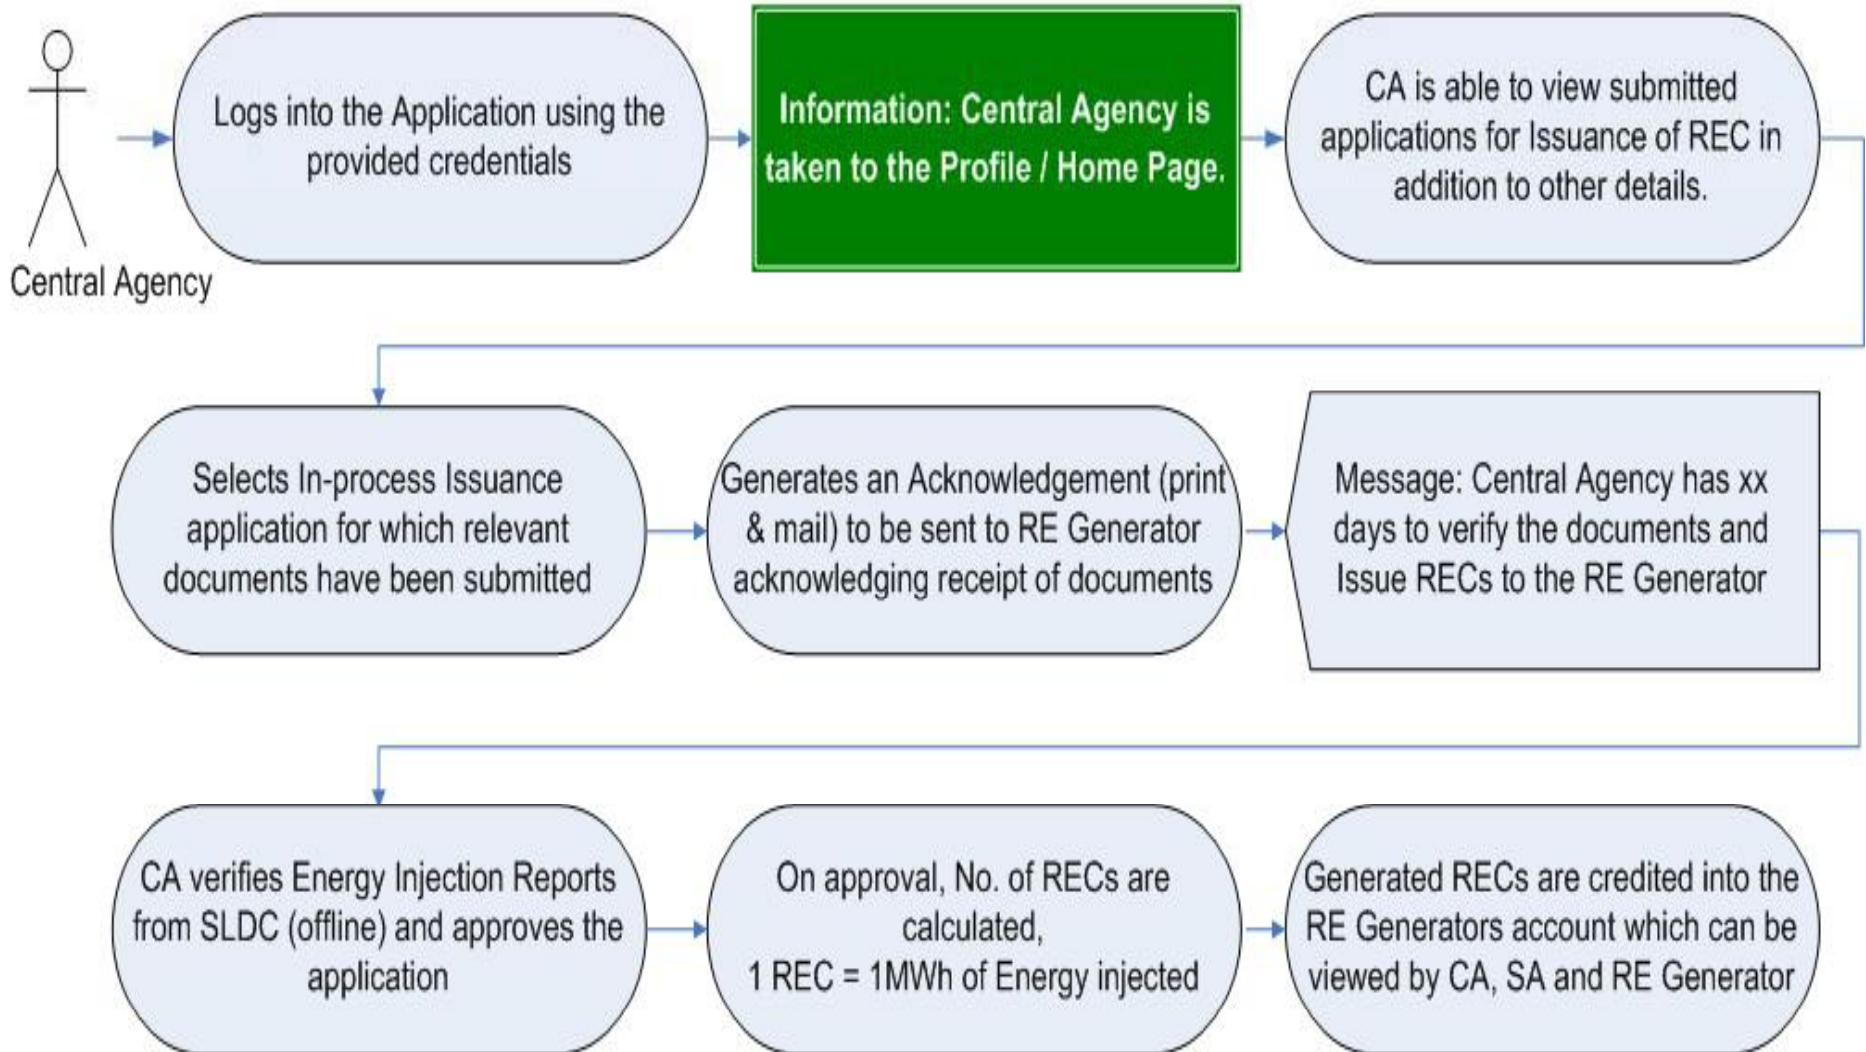 Logs into the Application using the
provided credentials
Information: Central Agency is
taken to the Profile / Home Page.
CA is able to view submitted
applications for Issuance of REC in
addition to other details.
Central Agency
Selects In-process Issuance
application for which relevant
documents have been submitted
Generates an Acknowledgement (print
& mail) to be sent to RE Generator
acknowledging receipt of documents
Message: Central Agency has xx
days to verify the documents and
Issue RECs to the RE Generator
CA verifies Energy Injection Reports
from SLDC (offline) and approves the
application
On approval, No. of RECs are
calculated,
1 REC = 1MWh of Energy injected
Generated RECs are credited into the
RE Generators account which can be
viewed by CA, SA and RE Generator